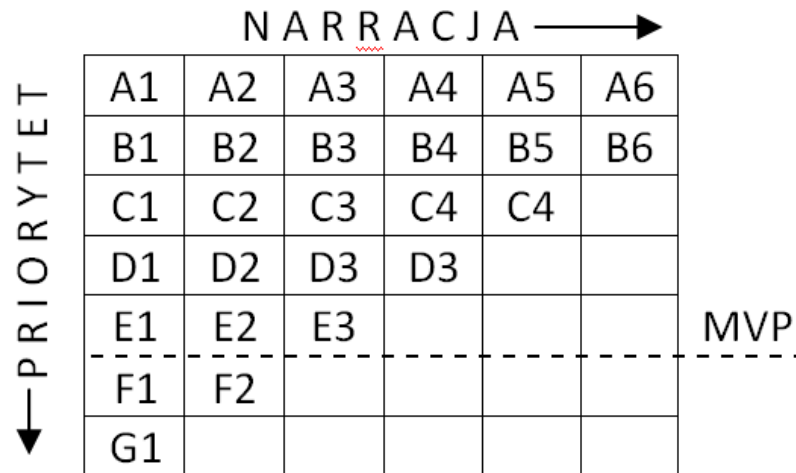 NARRACJA
PRIORYTET
A1 A2 A3 A4 A5 A6
B1 B2 B3 B4 B5 B6
C1 C2 C3 C4 C4
D1 D2 D3 D3
E1 E2 E3 MVP
F1 F2
G1